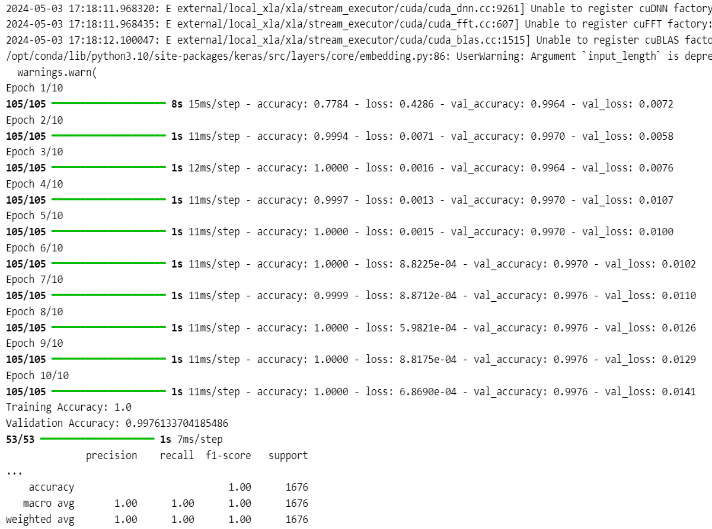 2024-05-03 17:18:11.968320: E external/local_xla/xla/stream_executor/cuda/cuda_dnn.cc:9261] Unable to register cuDNN factory
2024-05-03 17:18:11.968435: E external/local_xla/xla/stream_executor/cuda/cuda_fft.cc:607] Unable to register cuFFT factory:
2024-05-03 17:18:12.100047: E external/local_xla/xla/stream_executor/cuda/cuda_blas.cc:1515] Unable to register cuBLAS facto
/opt/conda/lib/python3.10/site-packages/keras/src/layers/core/embedding.py:86: UserWarning: Argument `input_length` is depre
warnings.warn(
Epoch 1/10
105/105 8s 15ms/step - accuracy: 0.7784 - loss: 0.4286 - val_accuracy: 0.9964 - val_loss: 0.0072
Epoch 2/10
105/105 1s 11ms/step - accuracy: 0.9994 - loss: 0.0071 - val_accuracy: 0.9970 - val_loss: 0.0058
Epoch 3/10
105/105 1s 12ms/step - accuracy: 1.0000 - loss: 0.0016 - val_accuracy: 0.9964 - val_loss: 0.0076
Epoch 4/10
105/105 1s 11ms/step - accuracy: 0.9997 - loss: 0.0013 - val_accuracy: 0.9970 - val_loss: 0.0107
Epoch 5/10
105/105 1s 11ms/step - accuracy: 1.0000 - loss: 0.0015 - val_accuracy: 0.9970 - val_loss: 0.0100
Epoch 6/10
105/105 1s 11ms/step - accuracy: 1.0000 - loss: 8.8225e-04 - val_accuracy: 0.9970 - val_loss: 0.0102
Epoch 7/10
105/105 1s 11ms/step - accuracy: 0.9999 - loss: 8.8712e-04 - val_accuracy: 0.9976 - val_loss: 0.0110
Epoch 8/10
105/105 1s 11ms/step - accuracy: 1.0000 - loss: 5.9821e-04 - val_accuracy: 0.9976 - val_loss: 0.0126
Epoch 9/10
105/105 1s 11ms/step - accuracy: 1.0000 - loss: 8.8175e-04 - val_accuracy: 0.9976 - val_loss: 0.0129
Epoch 10/10
105/105 1s 11ms/step - accuracy: 1.0000 - loss: 6.8690e-04 - val_accuracy: 0.9976 - val_loss: 0.0141
Training Accuracy: 1.0
Validation Accuracy: 0.9976133704185486
53/53 1s 7ms/step
precision recall f1-score support
...
accuracy 1.00 1676
macro avg 1.00 1.00 1.00 1676
weighted avg 1.00 1.00 1.00 1676